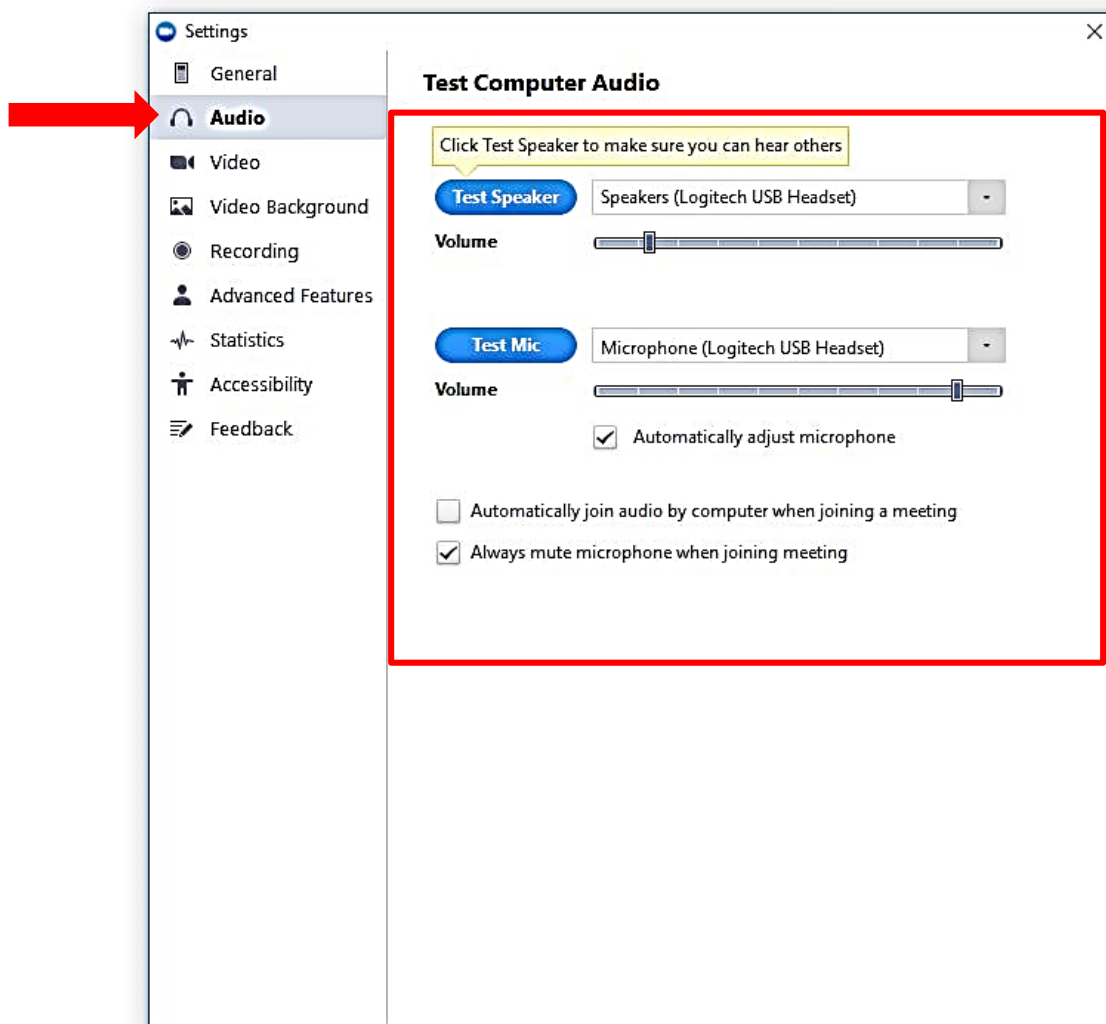 Settings
General
Audio
Video
Video Background
Recording
Advanced Features
Statistics
Accessibility
Feedback
Test Computer Audio
Click Test Speaker to make sure you can hear others
Test Speaker
Speakers (Logitech USB Headset)
Volume
Test Mic
Microphone (Logitech USB Headset)
Volume
Automatically adjust microphone
Automatically join audio by computer when joining a meeting
Always mute microphone when joining meeting